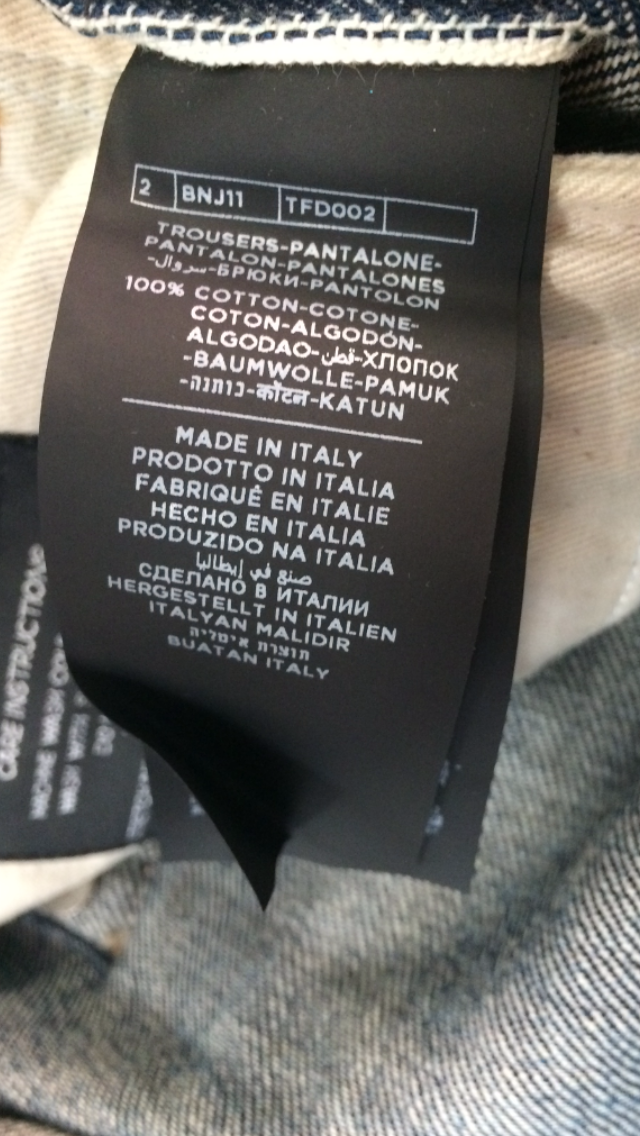 2 BNJ11 TFD002
TROUSERS-PANTALONE-
PANTALON-PANTALONES
-سروال-БРЮКИ-PANTOLON
100% COTTON-COTONE-
COTON-ALGODÓN-
ALGODAO-قطن-ХЛОПОК
-BAUMWOLLE-PAMUK
-כותנה-कॉटन-KATUN
MADE IN ITALY
PRODOTTO IN ITALIA
FABRIQUÉ EN ITALIE
HECHO EN ITALIA
PRODUZIDO NA ITALIA
صنع في إيطاليا
СДЕЛАНО В ИТАЛИИ
HERGESTELLT IN ITALIEN
ITALYAN MALIDIR
תוצרת איטליה
BUATAN ITALY
CARE INSTRUCTIONS